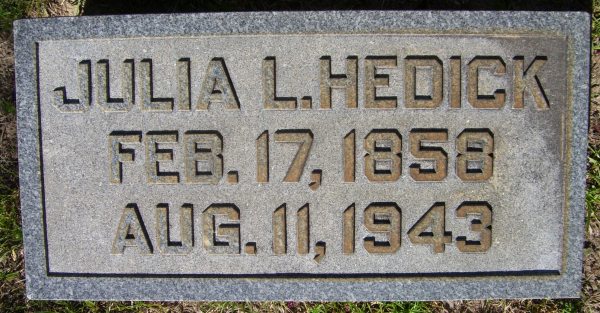 JULIA L. HEDICK
FEB. 17, 1858
AUG. 11, 1943